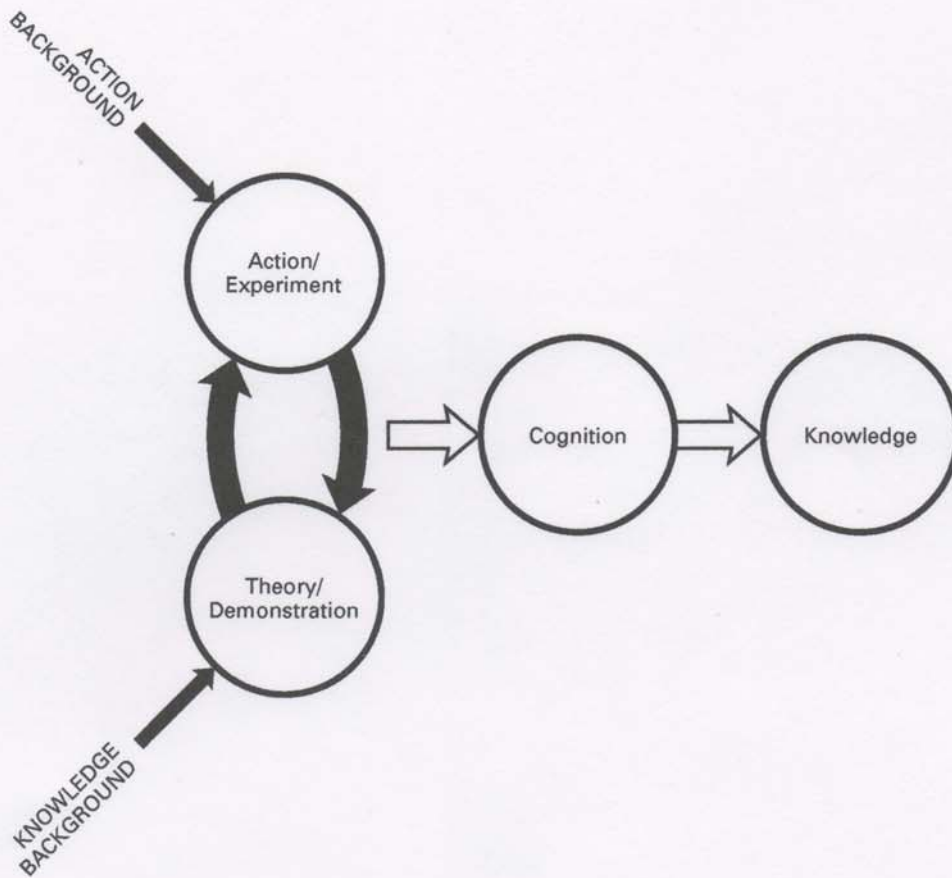 ACTION
BACKGROUND
Action/
Experiment
Cognition
Knowledge
Theory/
Demonstration
KNOWLEDGE
BACKGROUND